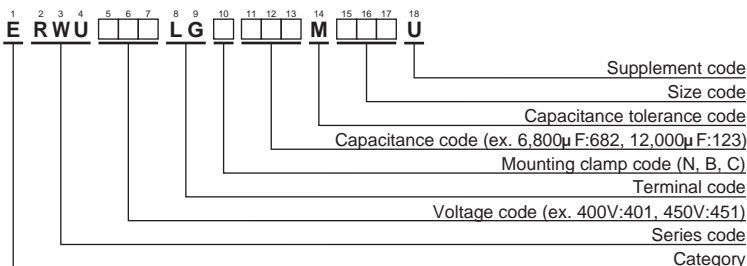 1 2 3 4 5 6 7 8 9 10 11 12 13 14 15 16 17 18
E RWU □□□ LG □ □□□ M □□□ U
Supplement code
Size code
Capacitance tolerance code
Capacitance code (ex. 6,800μF:682, 12,000μF:123)
Mounting clamp code (N, B, C)
Terminal code
Voltage code (ex. 400V:401, 450V:451)
Series code
Category